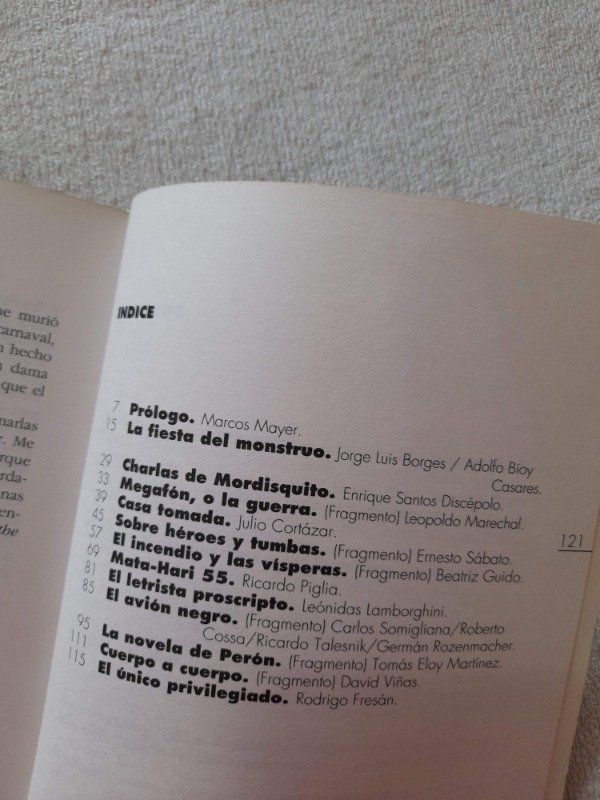 murió
hecho
dama
que el
Me
the
INDICE
7 Prólogo. Marcos Mayer.
15 La fiesta del monstruo. Jorge Luis Borges / Adolfo Bioy
Casares.
29 Charlas de Mordisquito. Enrique Santos Discépolo.
33 Megafón, o la guerra. (Fragmento) Leopoldo Marechal.
39 Casa tomada. Julio Cortázar.
45 Sobre héroes y tumbas. (Fragmento) Ernesto Sábato.
57 El incendio y las vísperas. (Fragmento) Beatriz Guido.
69 Mata-Hari 55. Ricardo Piglia.
81 El letrista proscripto. Leónidas Lamborghini.
85 El avión negro. (Fragmento) Carlos Somigliana/Roberto
Cossa/Ricardo Talesnik/Germán Rozenmacher.
95 La novela de Perón. (Fragmento) Tomás Eloy Martínez.
111 Cuerpo a cuerpo. (Fragmento) David Viñas.
115 El único privilegiado. Rodrigo Fresán.
121